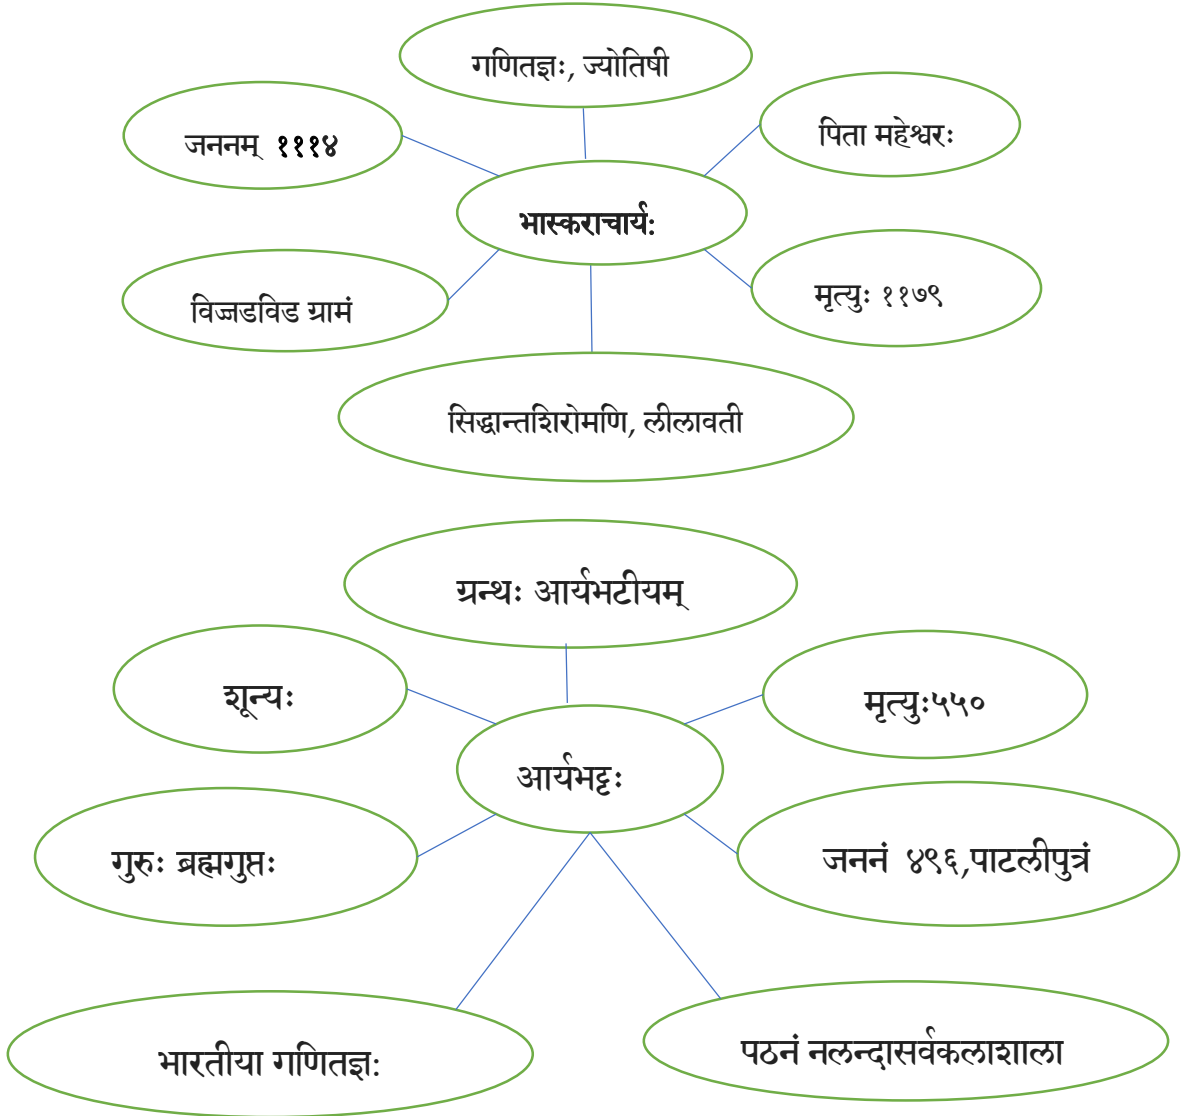 गणितज्ञः, ज्योतिषी
जननम् १११४
पिता महेश्वरः
भास्कराचार्य:
विज्जडविड ग्रामं
मृत्युः ११७९
सिद्धान्तशिरोमणि, लीलावती
ग्रन्थः आर्यभटीयम्
शून्यः
मृत्युः५५०
आर्यभट्टः
गुरुः ब्रह्मगुप्तः
जननं ४९६,पाटलीपुत्रं
भारतीया गणितज्ञ:
पठनं नलन्दासर्वकलाशाला